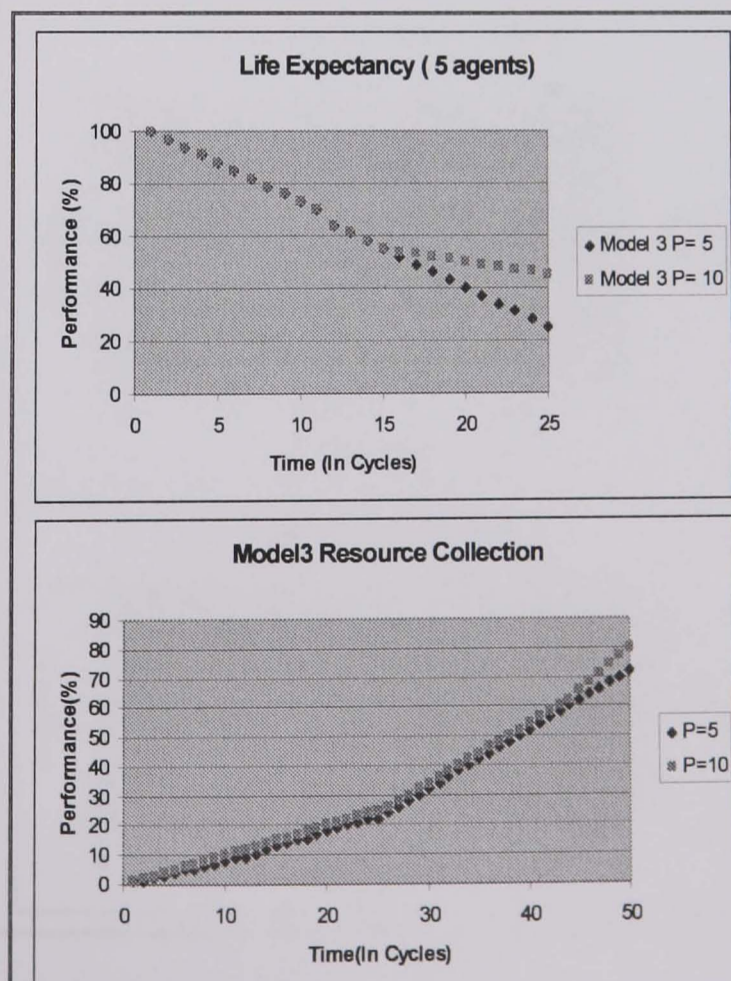 Life Expectancy ( 5 agents)
100
80
60
40
20
0
Performance (%)
0 5 10 15 20 25
Time (In Cycles)
Model 3 P= 5
Model 3 P= 10
Model3 Resource Collection
90
80
70
60
50
40
30
20
10
0
Performance(%)
0 10 20 30 40 50
Time(In Cycles)
P=5
P=10